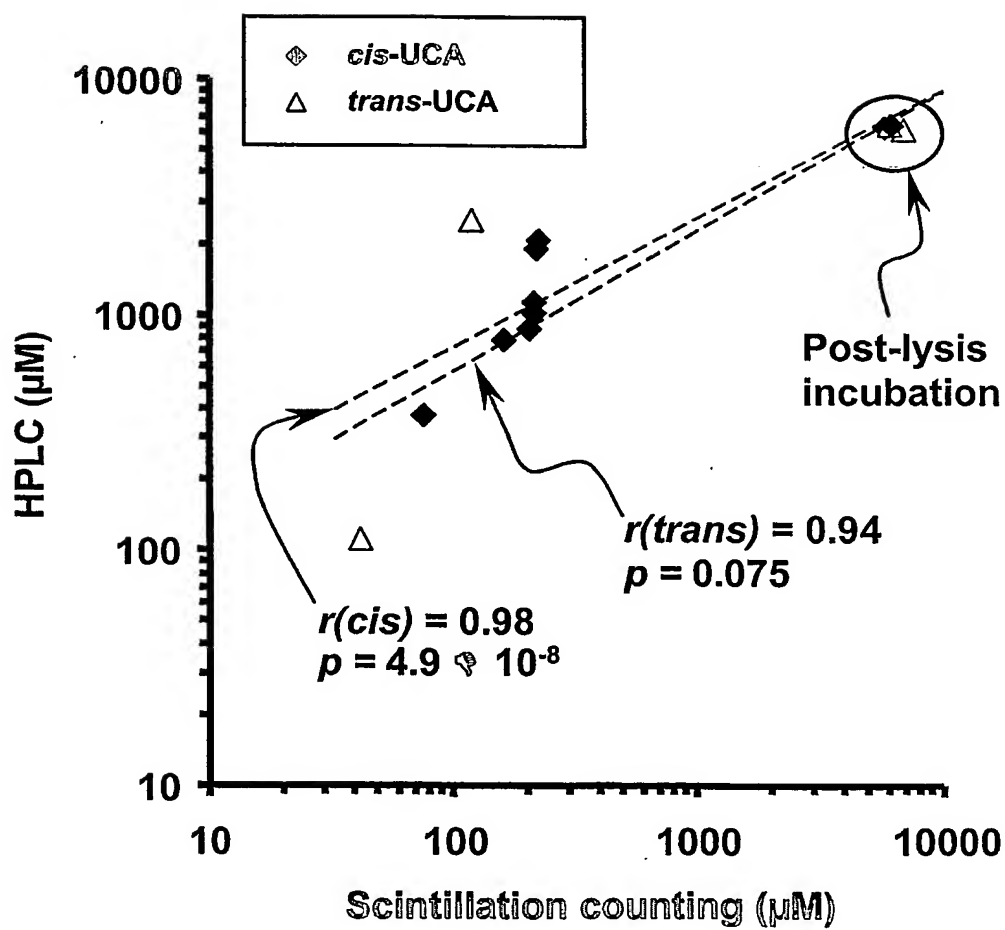 cis-UCA
trans-UCA
10000
1000
100
10
HPLC (µM)
Post-lysis
incubation
r(trans) = 0.94
p = 0.075
r(cis) = 0.98
p = 4.9 👎 10-8
10
100
1000
10000
Scintillation counting (µM)